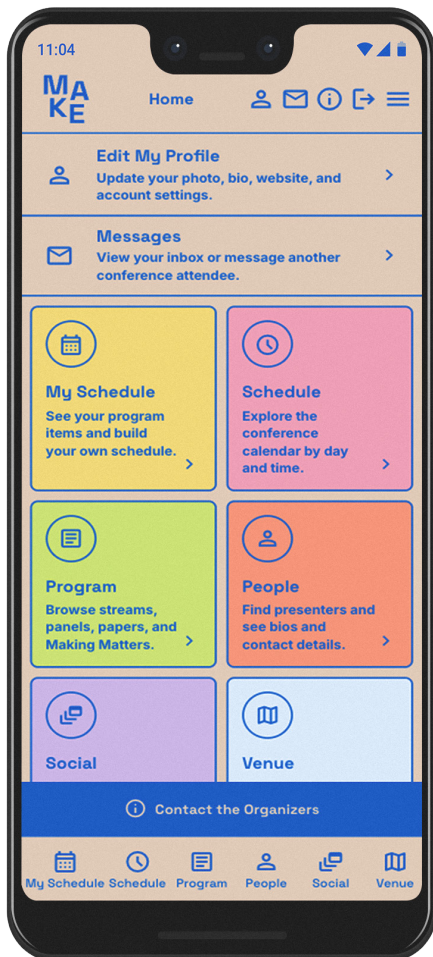 11:04
MA
KE
Home
Edit My Profile
Update your photo, bio, website, and
account settings.
Messages
View your inbox or message another
conference attendee.
My Schedule
See your program
items and build
your own schedule.
Schedule
Explore the
conference
calendar by day
and time.
Program
Browse streams,
panels, papers, and
Making Matters.
People
Find presenters and
see bios and
contact details.
Social
Venue
Contact the Organizers
My Schedule
Schedule
Program
People
Social
Venue